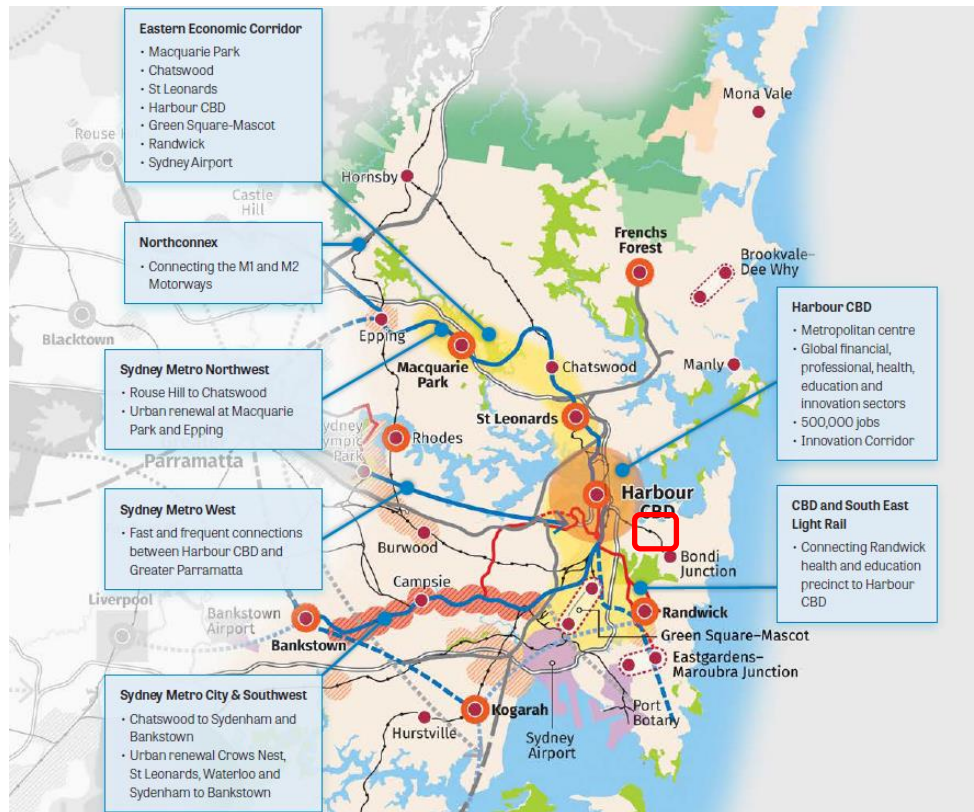 Eastern Economic Corridor
• Macquarie Park
• Chatswood
• St Leonards
• Harbour CBD
• Green Square-Mascot
• Randwick
• Sydney Airport
Northconnex
• Connecting the M1 and M2
Motorways
Sydney Metro Northwest
• Rouse Hill to Chatswood
• Urban renewal at Macquarie
Park and Epping
Sydney Metro West
• Fast and frequent connections
between Harbour CBD and
Greater Parramatta
Sydney Metro City & Southwest
• Chatswood to Sydenham and
Bankstown
• Urban renewal Crows Nest,
St Leonards, Waterloo and
Sydenham to Bankstown
Harbour CBD
• Metropolitan centre
• Global financial,
professional, health,
education and
innovation sectors
• 500,000 jobs
• Innovation Corridor
CBD and South East
Light Rail
• Connecting Randwick
health and education
precinct to Harbour
CBD
Mona Vale
Rouse
Hornsby
Castle
Hill
Frenchs
Forest
Brookvale–
Dee Why
Blacktown
Epping
Macquarie
Park
Chatswood
Manly
St Leonards
Rhodes
Park
Parramatta
Harbour
CBD
Burwood
Bondi
Junction
Campsie
Liverpool
Bankstown
Airport
Bankstown
Randwick
Green Square–Mascot
Eastgardens–
Maroubra Junction
Kogarah
Hurstville
Sydney
Airport
Port
Botany